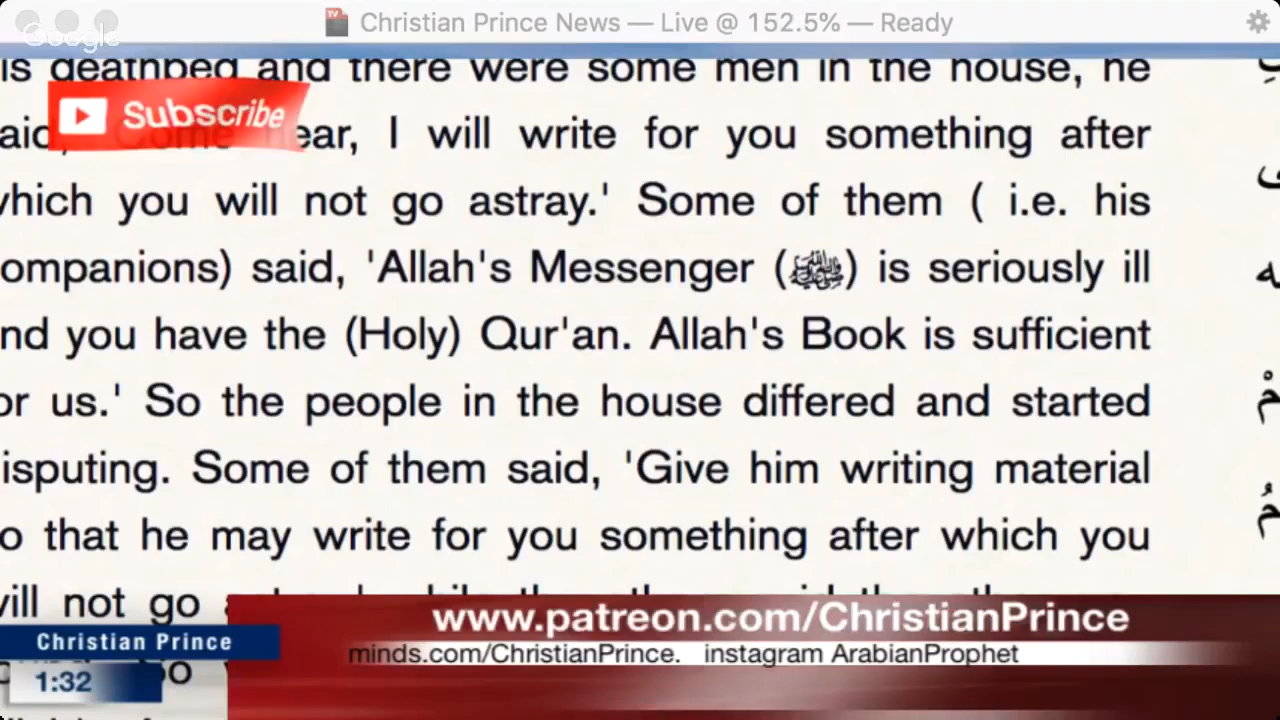 Christian Prince News — Live @ 152.5% — Ready
Google
is deathbed and there were some men in the house, he
Subscribe
ear, I will write for you something after
which you will not go astray.' Some of them ( i.e. his
ompanions) said, 'Allah's Messenger (ﷺ) is seriously ill
nd you have the (Holy) Qur'an. Allah's Book is sufficient
or us.' So the people in the house differed and started
isputing. Some of them said, 'Give him writing material
o that he may write for you something after which you
will not go
www.patreon.com/ChristianPrince
Christian Prince
minds.com/ChristianPrince. instagram ArabianProphet
1:32